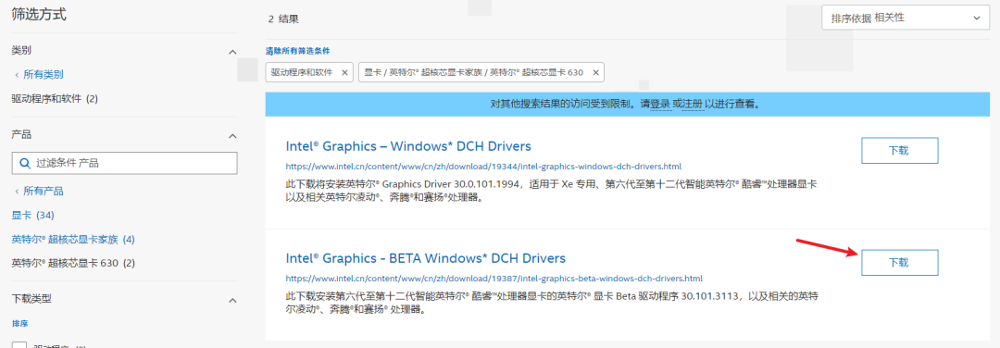 筛选方式
类别
所有类别
驱动程序和软件 (2)
产品
过滤条件 产品
所有产品
显卡 (34)
英特尔® 超核芯显卡家族 (4)
英特尔® 超核芯显卡 630 (2)
下载类型
排序
驱动程序 (2)
2 结果
排序依据 相关性
清除所有筛选条件
驱动程序和软件 ×
显卡 / 英特尔® 超核芯显卡家族 / 英特尔® 超核芯显卡 630 ×
对其他搜索结果的访问受到限制。请登录 或注册 以进行查看。
Intel® Graphics – Windows* DCH Drivers
下载
https://www.intel.cn/content/www/cn/zh/download/19344/intel-graphics-windows-dch-drivers.html
此下载将安装英特尔® Graphics Driver 30.0.101.1994，适用于 Xe 专用、第六代至第十二代智能英特尔® 酷睿™处理器显卡
以及相关英特尔凌动®、奔腾®和赛扬®处理器。
Intel® Graphics - BETA Windows* DCH Drivers
下载
https://www.intel.cn/content/www/cn/zh/download/19387/intel-graphics-beta-windows-dch-drivers.html
此下载安装第六代至第十二代智能英特尔® 酷睿™处理器显卡的英特尔® 显卡 Beta 驱动程序 30.101.3113，以及相关的英特
尔凌动®、奔腾®和赛扬® 处理器。